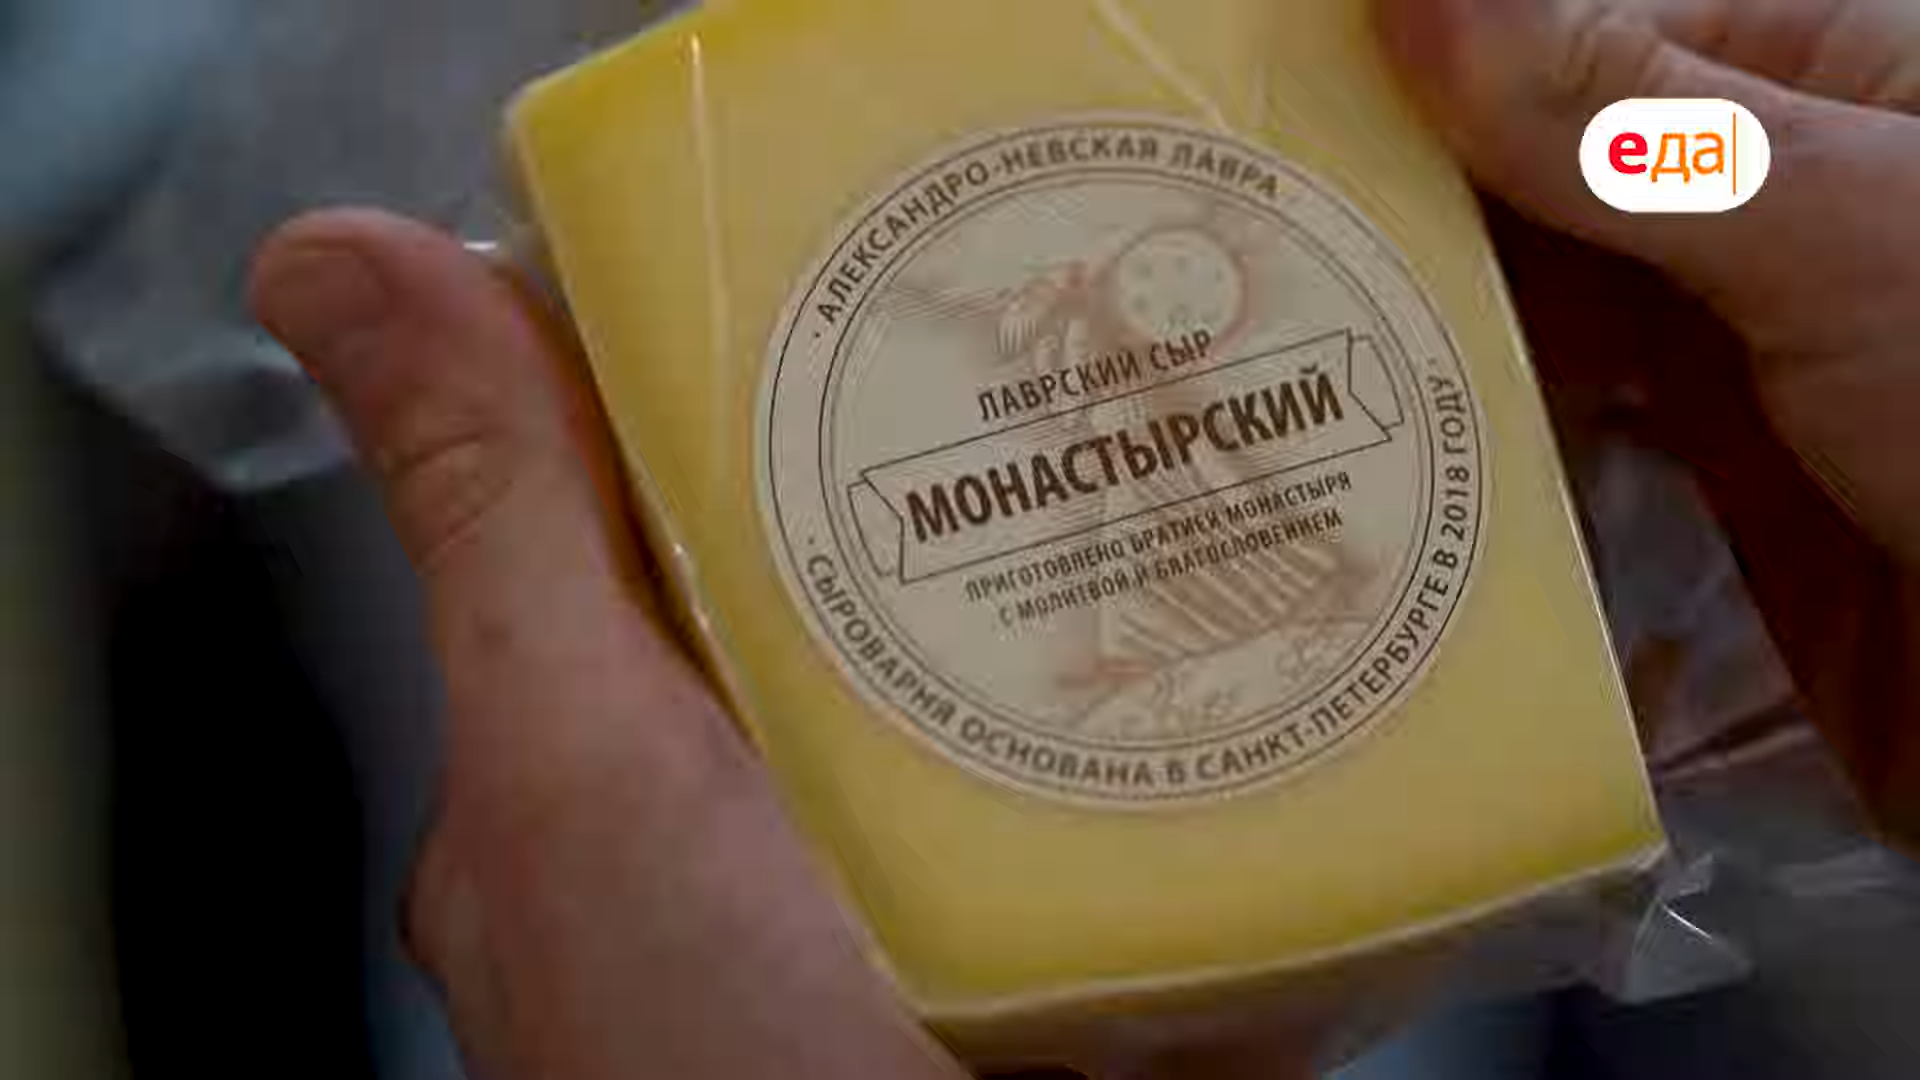 еда
· АЛЕКСАНДРО-НЕВСКАЯ ЛАВРА ·
ЛАВРСКИЙ СЫР
МОНАСТЫРСКИЙ
ПРИГОТОВЛЕНО БРАТИЕЙ МОНАСТЫРЯ
С МОЛИТВОЙ И БЛАГОСЛОВЕНИЕМ
· СЫРОВАРНЯ ОСНОВАНА В САНКТ-ПЕТЕРБУРГЕ В 2018 ГОДУ ·